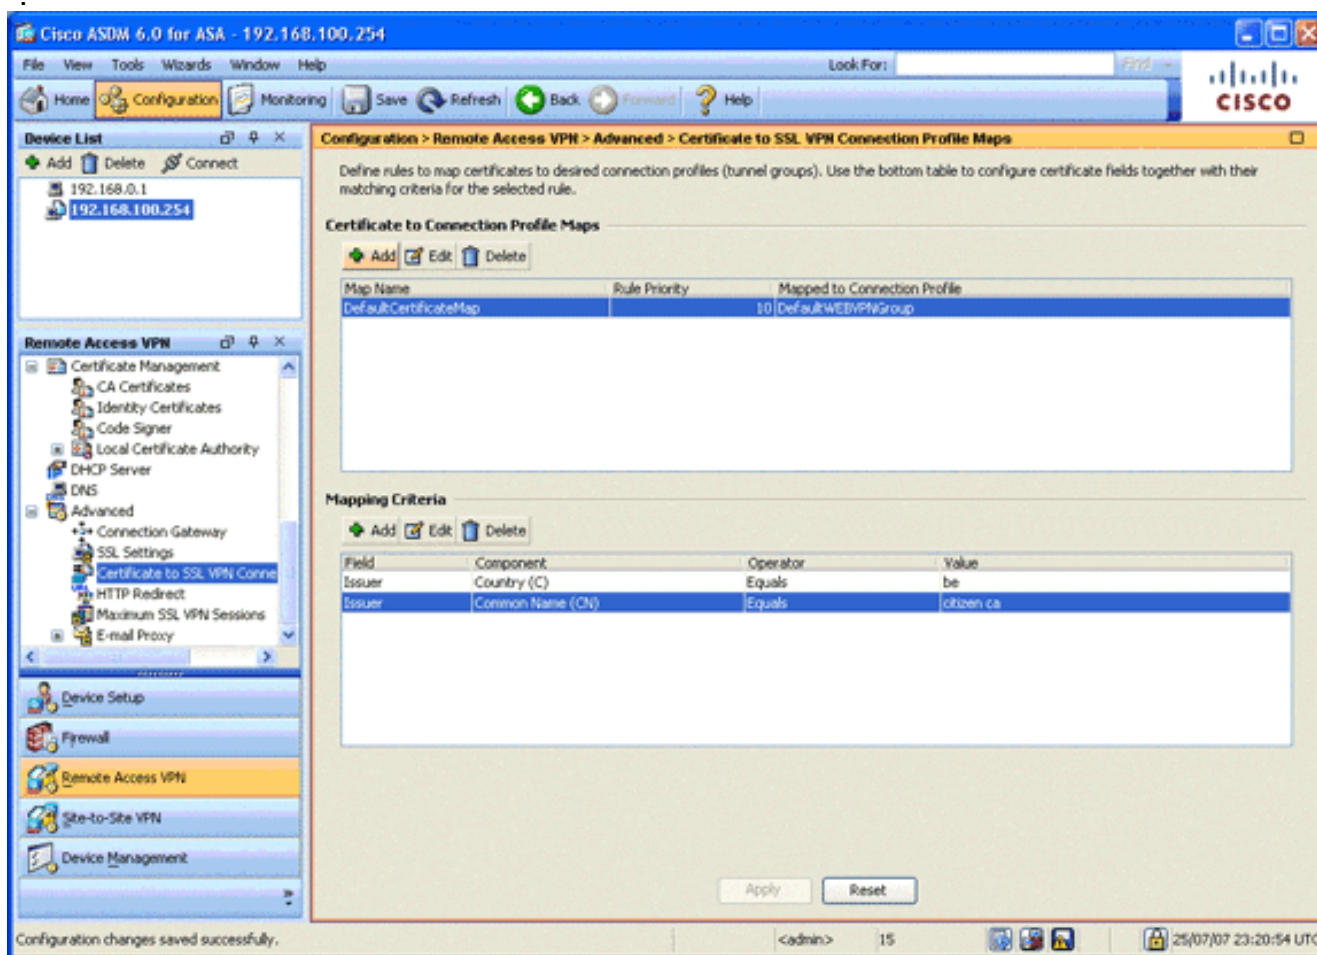 Cisco ASDM 6.0 for ASA - 192.168.100.254
File View Tools Wizards Window Help Look For: Find
Home Configuration Monitoring Save Refresh Back Forward Help
CISCO
Device List
Add Delete Connect
192.168.0.1
192.168.100.254
Remote Access VPN
Certificate Management
CA Certificates
Identity Certificates
Code Signer
Local Certificate Authority
DHCP Server
DNS
Advanced
Connection Gateway
SSL Settings
Certificate to SSL VPN Conne
HTTP Redirect
Maximum SSL VPN Sessions
E-mail Proxy
Device Setup
Firewall
Remote Access VPN
Site-to-Site VPN
Device Management
Configuration > Remote Access VPN > Advanced > Certificate to SSL VPN Connection Profile Maps
Define rules to map certificates to desired connection profiles (tunnel groups). Use the bottom table to configure certificate fields together with their
matching criteria for the selected rule.
Certificate to Connection Profile Maps
Add Edit Delete
Map Name Rule Priority Mapped to Connection Profile
DefaultCertificateMap 10 DefaultWEBVPNGroup
Mapping Criteria
Add Edit Delete
Field Component Operator Value
Issuer Country (C) Equals be
Issuer Common Name (CN) Equals citizen ca
Apply Reset
Configuration changes saved successfully. <admin> 15 25/07/07 23:20:54 UTC